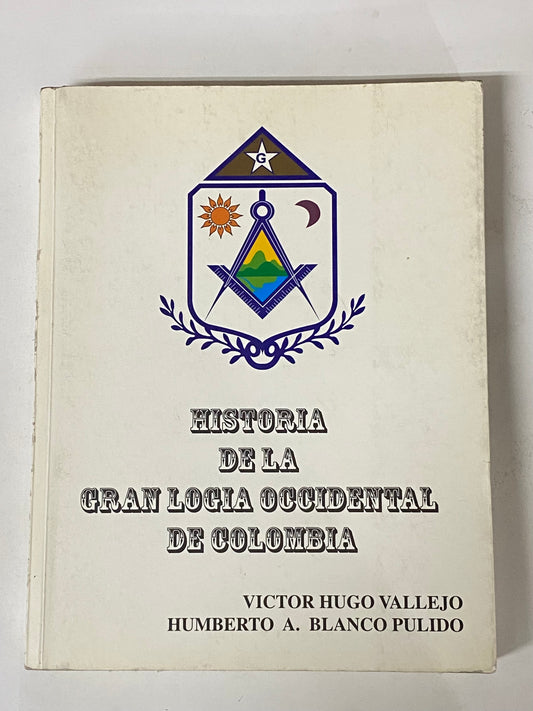 G
HISTORIA
DE LA
GRAN LOGIA OCCIDENTAL
DE COLOMBIA
VICTOR HUGO VALLEJO
HUMBERTO A. BLANCO PULIDO